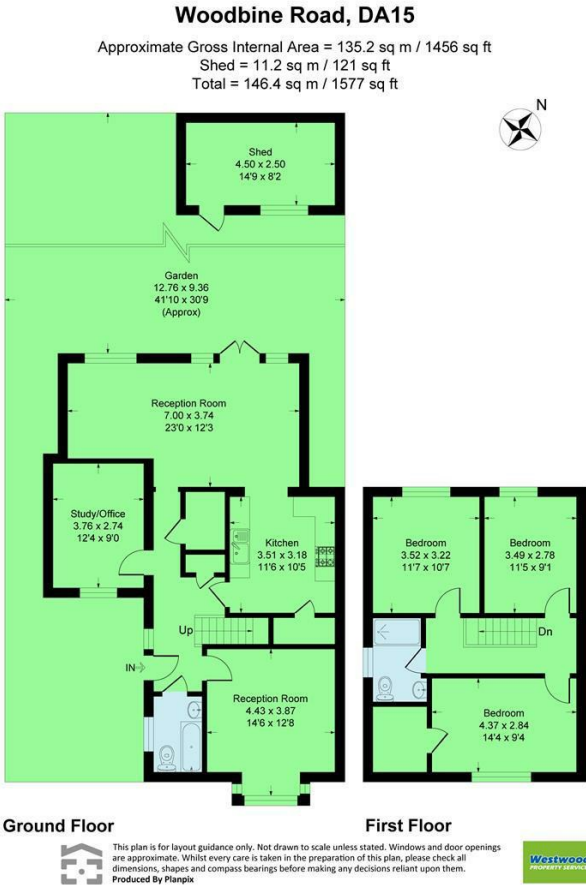 Woodbine Road, DA15
Approximate Gross Internal Area = 135.2 sq m / 1456 sq ft
Shed = 11.2 sq m / 121 sq ft
Total = 146.4 sq m / 1577 sq ft
N
Shed
4.50 x 2.50
14'9 x 8'2
Garden
12.76 x 9.36
41'10 x 30'9
(Approx)
Reception Room
7.00 x 3.74
23'0 x 12'3
Study/Office
3.76 x 2.74
12'4 x 9'0
Kitchen
3.51 x 3.18
11'6 x 10'5
Up
IN
Reception Room
4.43 x 3.87
14'6 x 12'8
Bedroom
3.52 x 3.22
11'7 x 10'7
Bedroom
3.49 x 2.78
11'5 x 9'1
Dn
Bedroom
4.37 x 2.84
14'4 x 9'4
Ground Floor
First Floor
This plan is for layout guidance only. Not drawn to scale unless stated. Windows and door openings
are approximate. Whilst every care is taken in the preparation of this plan, please check all
dimensions, shapes and compass bearings before making any decisions reliant upon them.
Produced By Planpix
Westwood
PROPERTY SERVICES